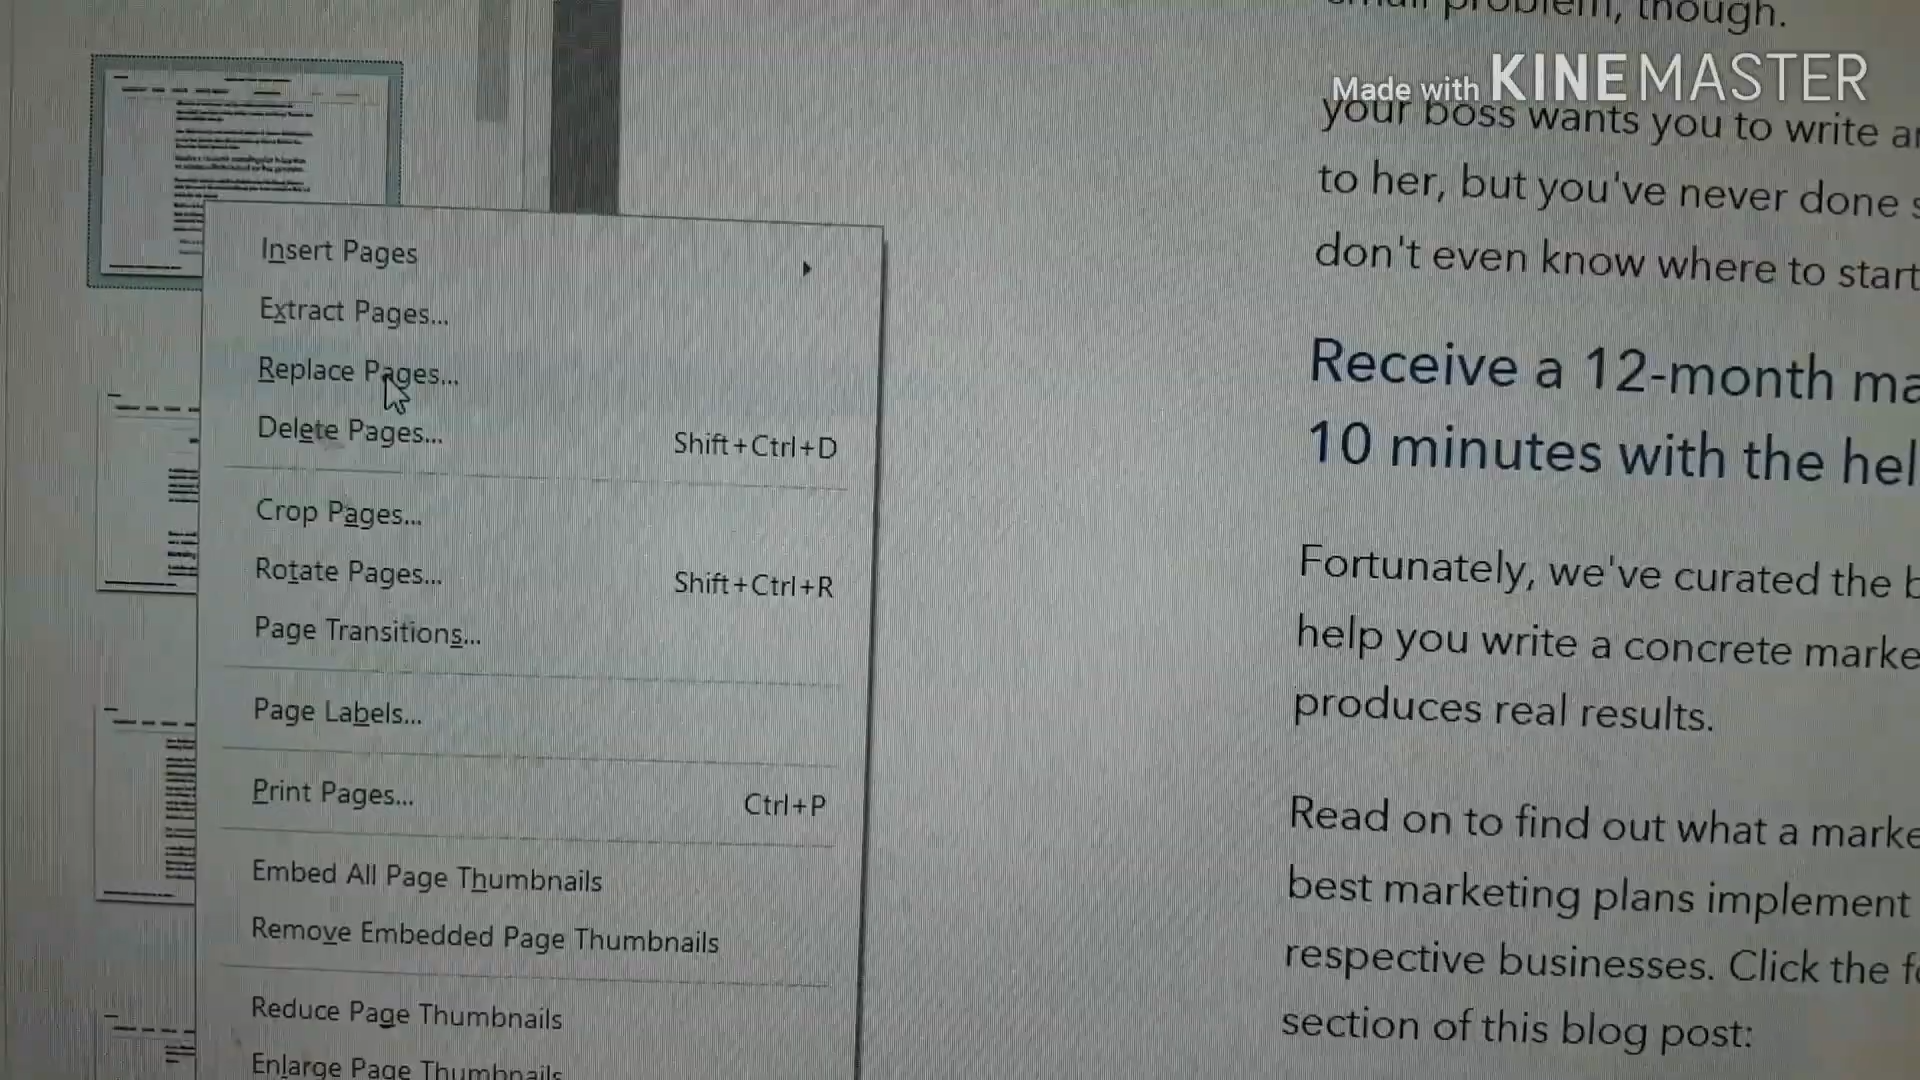 small problem, though.
Made with KINEMASTER
your boss wants you to write
to her, but you've never done
don't even know where to start
Receive a 12-month
10 minutes with the
Fortunately, we've curated the
help you write a concrete
produces real results.
Read on to find out what a
best marketing plans implement
respective businesses. Click the
section of this blog post:
Insert Pages
Extract Pages...
Replace Pages...
Delete Pages... Shift+Ctrl+D
Crop Pages...
Rotate Pages... Shift+Ctrl+R
Page Transitions...
Page Labels...
Print Pages... Ctrl+P
Embed All Page Thumbnails
Remove Embedded Page Thumbnails
Reduce Page Thumbnails
Enlarge Page Thumbnails